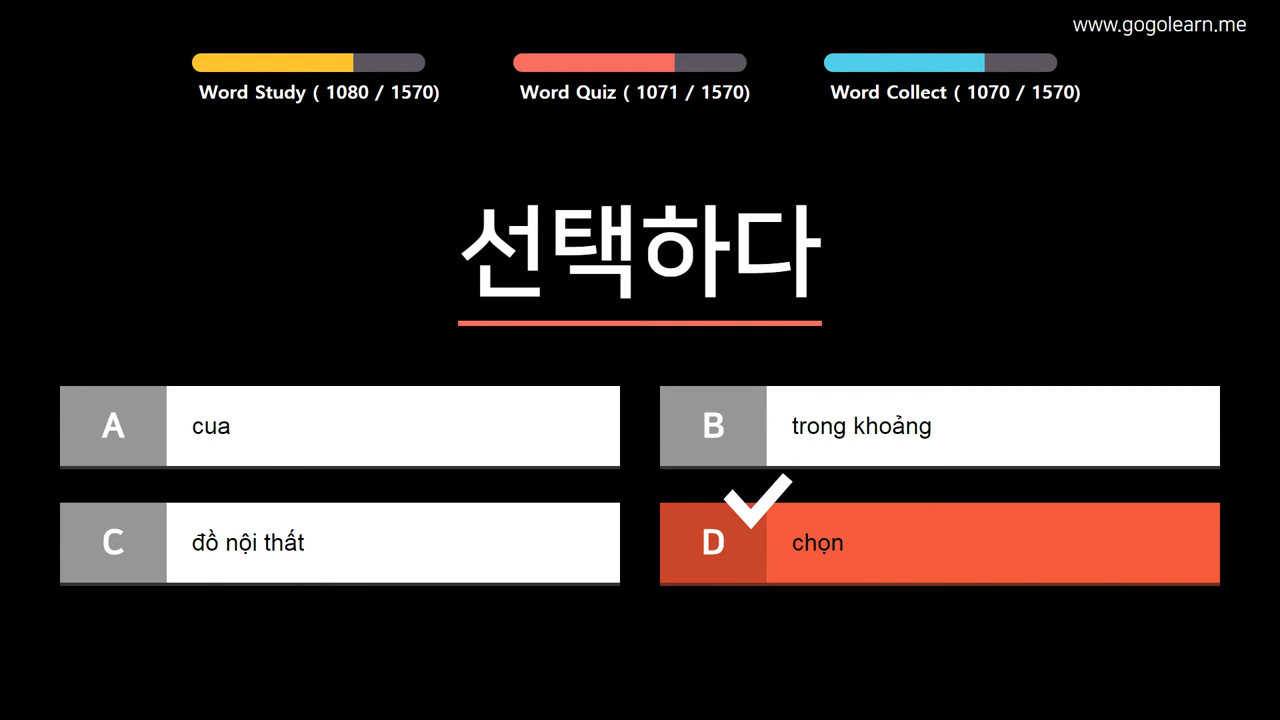 www.gogolearn.me
Word Study ( 1080 / 1570)
Word Quiz ( 1071 / 1570)
Word Collect ( 1070 / 1570)
선택하다
A cua
B trong khoảng
C đồ nội thất
D chọn